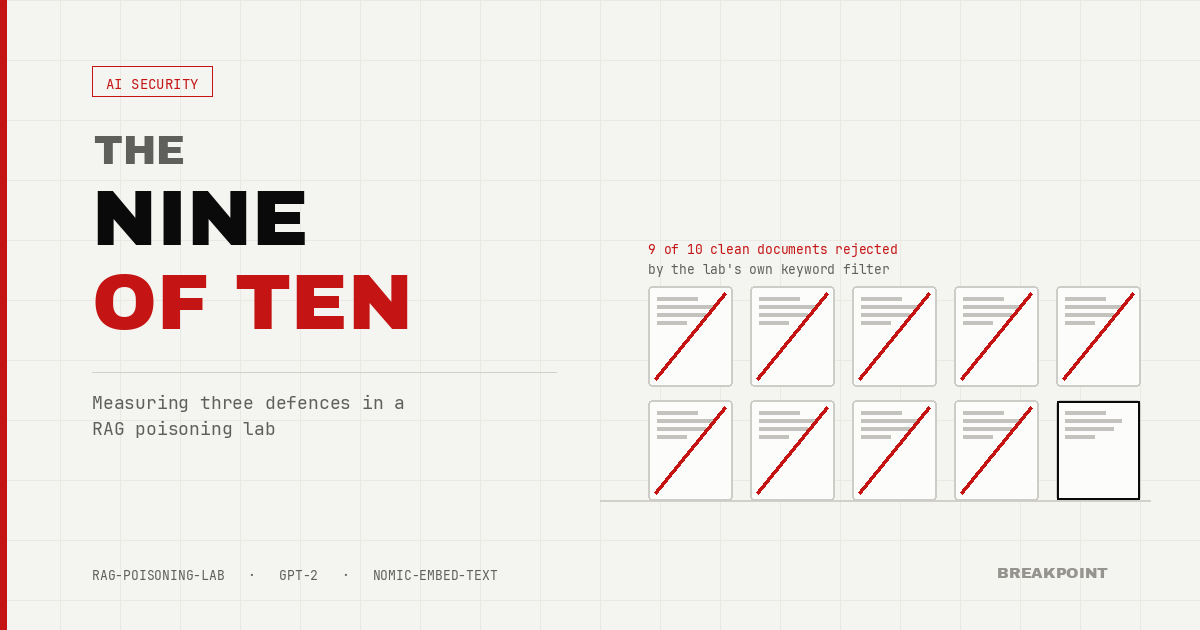 AI SECURITY
THE
NINE
OF TEN
Measuring three defences in a
RAG poisoning lab
9 of 10 clean documents rejected
by the lab's own keyword filter
RAG-POISONING-LAB · GPT-2 · NOMIC-EMBED-TEXT
BREAKPOINT